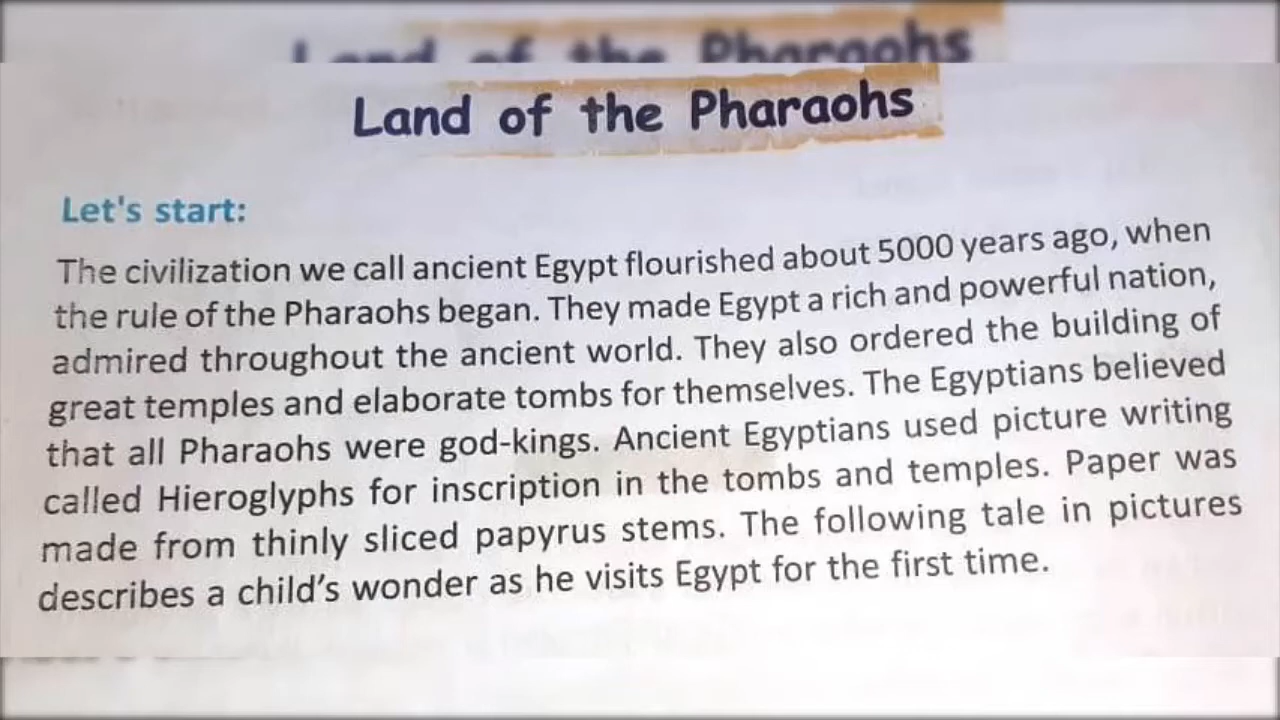 Land of the Pharaohs
Land of the Pharaohs
Let's start:
The civilization we call ancient Egypt flourished about 5000 years ago, when
the rule of the Pharaohs began. They made Egypt a rich and powerful nation,
admired throughout the ancient world. They also ordered the building of
great temples and elaborate tombs for themselves. The Egyptians believed
that all Pharaohs were god-kings. Ancient Egyptians used picture writing
called Hieroglyphs for inscription in the tombs and temples. Paper was
made from thinly sliced papyrus stems. The following tale in pictures
describes a child's wonder as he visits Egypt for the first time.